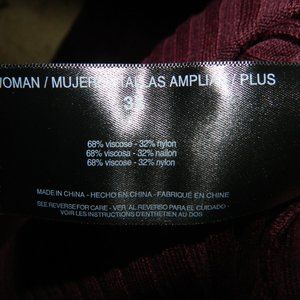 WOMAN / MUJER / TALLAS AMPLIAS / PLUS
3
68% viscose - 32% nylon
68% viscosa - 32% nailon
68% viscose - 32% nylon
MADE IN CHINA - HECHO EN CHINA - FABRIQUÉ EN CHINE
SEE REVERSE FOR CARE - VER AL REVERSO PARA EL CUIDADO -
VOIR LES INSTRUCTIONS D'ENTRETIEN AU DOS